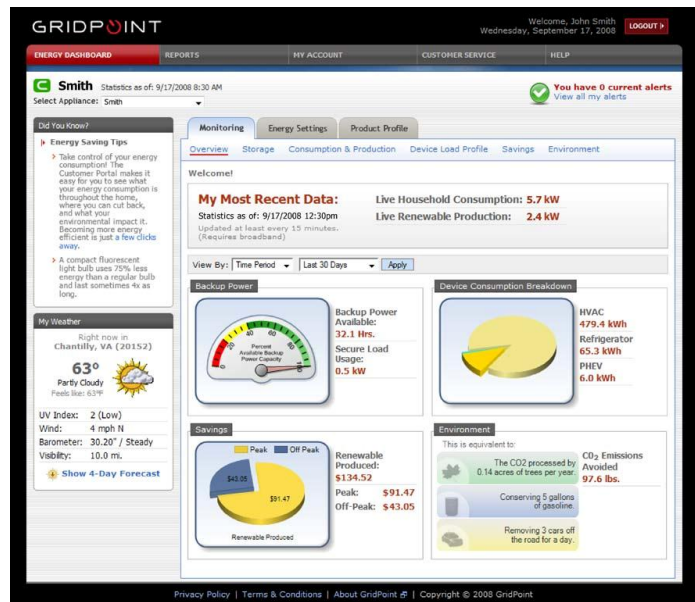 GRIDPOINT
Welcome, John Smith
Wednesday, September 17, 2008
LOGOUT
ENERGY DASHBOARD
REPORTS
MY ACCOUNT
CUSTOMER SERVICE
HELP
Smith Statistics as of: 9/17/2008 8:30 AM
Select Appliance: Smith
You have 0 current alerts
View all my alerts
Did You Know?
Energy Saving Tips
Take control of your energy
consumption! The
Customer Portal makes it
easy for you to see what
your energy consumption is
throughout the home,
where you can cut back,
and what your
environmental impact it.
Becoming more energy
efficient is just a few clicks
away.
A compact fluorescent
light bulb uses 75% less
energy than a regular bulb
and last sometimes 4x as
long.
My Weather
Right now in
Chantilly, VA (20152)
63°
Partly Cloudy
Feels like: 63°F
UV Index: 2 (Low)
Wind: 4 mph N
Barometer: 30.20" / Steady
Visbility: 10.0 mi.
Show 4-Day Forecast
Monitoring
Energy Settings
Product Profile
Overview
Storage
Consumption & Production
Device Load Profile
Savings
Environment
Welcome!
My Most Recent Data:
Statistics as of: 9/17/2008 12:30pm
Updated at least every 15 minutes.
(Requires broadband)
Live Household Consumption: 5.7 kW
Live Renewable Production: 2.4 kW
View By: Time Period Last 30 Days Apply
Backup Power
0 20 40 60 80 100
Percent
Available Backup
Power Capacity
Backup Power
Available:
32.1 Hrs.
Secure Load
Usage:
0.5 kW
Device Consumption Breakdown
HVAC
479.4 kWh
Refrigerator
65.3 kWh
PHEV
6.0 kWh
Savings
Peak Off Peak
$43.05
$91.47
Renewable Produced
Renewable
Produced:
$134.52
Peak: $91.47
Off-Peak: $43.05
Environment
This is equivalent to:
The CO2 processed by
0.14 acres of trees per year.
Conserving 5 gallons
of gasoline.
Removing 3 cars off
the road for a day.
CO2 Emissions
Avoided
97.6 lbs.
Privacy Policy | Terms & Conditions | About GridPoint | Copyright © 2008 GridPoint